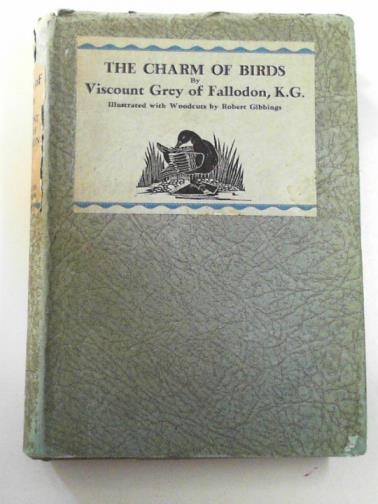 THE CHARM OF BIRDS
By
Viscount Grey of Fallodon, K.G.
Illustrated with Woodcuts by Robert Gibbings